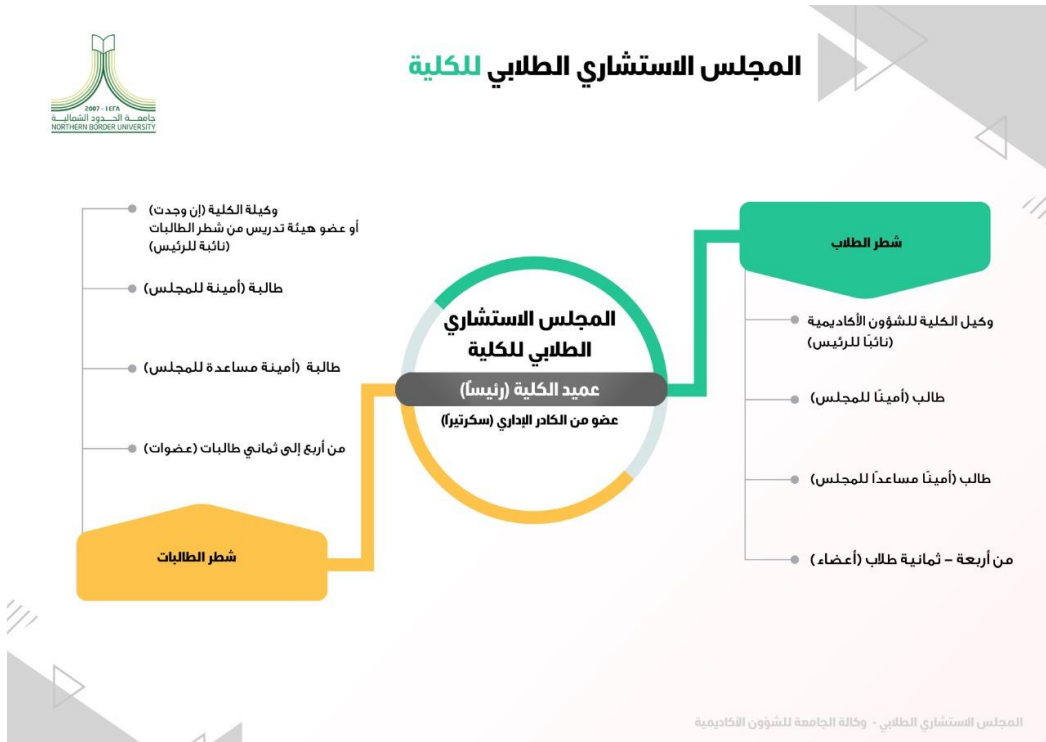 المجلس الاستشاري الطلابي للكلية
2007 - ١٤٢٨
جامعة الحدود الشمالية
NORTHERN BORDER UNIVERSITY
شطر الطلاب
وكيل الكلية للشؤون الأكاديمية
(نائبًا للرئيس)
طالب (أمينًا للمجلس)
طالب (أمينًا مساعدًا للمجلس)
من أربعة – ثمانية طلاب (أعضاء )
المجلس الاستشاري
الطلابي للكلية
عميد الكلية (رئيساً)
عضو من الكادر الإداري (سكرتيراً)
وكيلة الكلية (إن وجدت)
أو عضو هيئة تدريس من شطر الطالبات
(نائبة للرئيس)
طالبة (أمينة للمجلس)
طالبة (أمينة مساعدة للمجلس)
من أربع إلى ثماني طالبات (عضوات)
شطر الطالبات
المجلس الاستشاري الطلابي - وكالة الجامعة للشؤون الأكاديمية